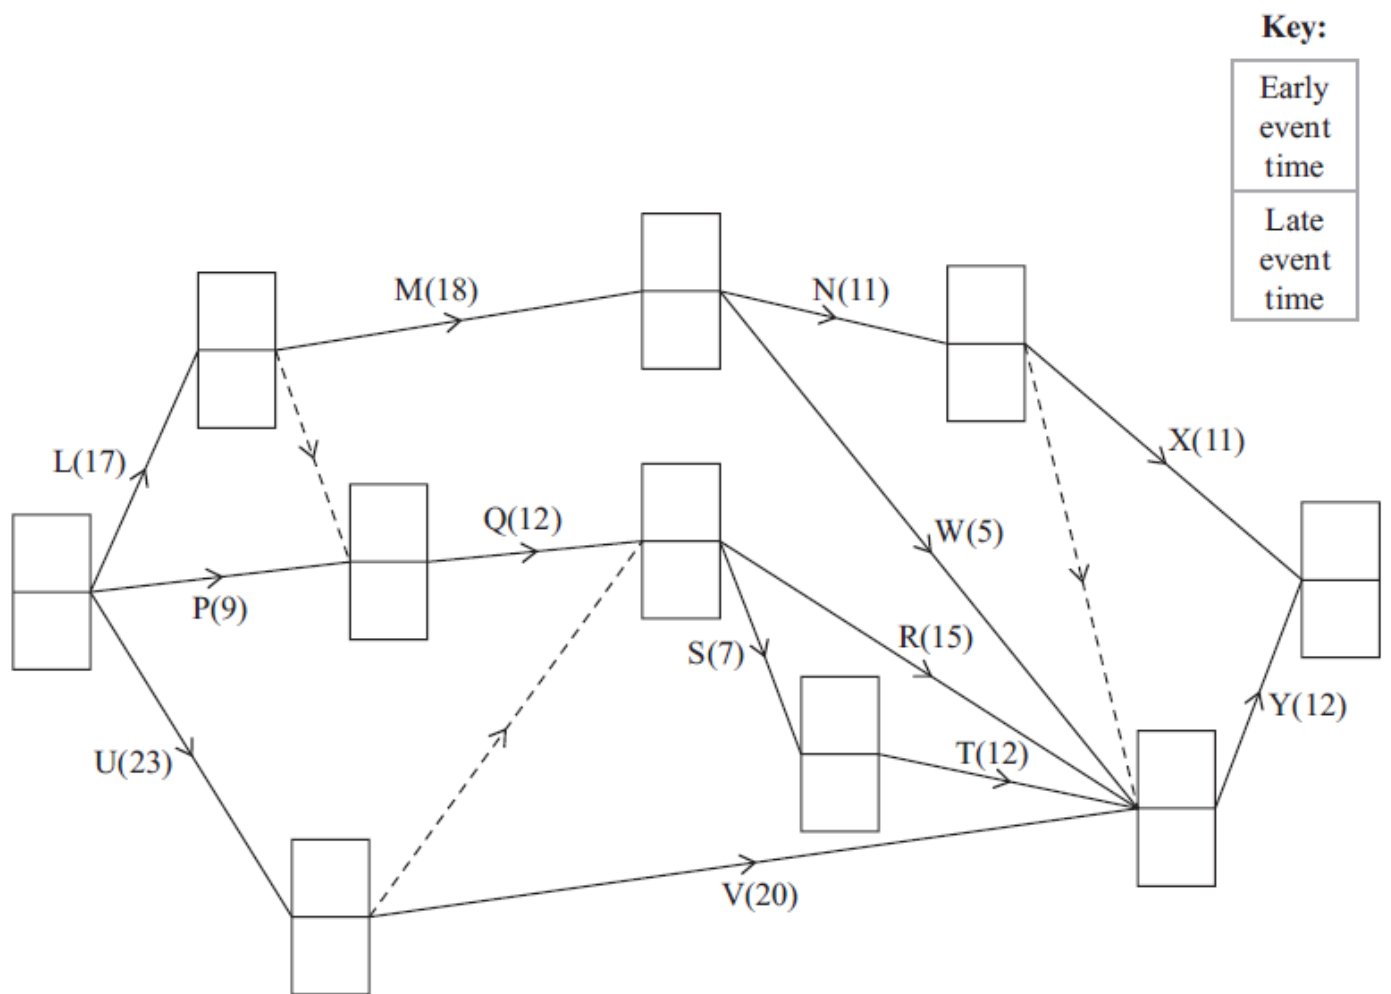 Key:
Early
event
time
Late
event
time
M(18)
N(11)
L(17)
X(11)
Q(12)
W(5)
P(9)
R(15)
S(7)
Y(12)
U(23)
T(12)
V(20)